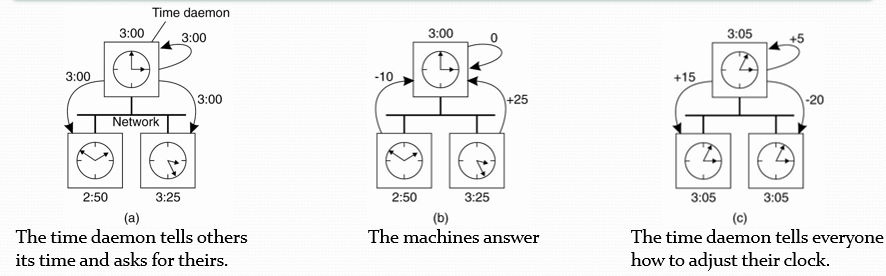 Time daemon
3:00
3:00
3:00
3:00
Network
2:50
3:25
(a)
The time daemon tells others
its time and asks for theirs.
3:00
0
-10
+25
2:50
3:25
(b)
The machines answer
3:05
+5
+15
-20
3:05
3:05
(c)
The time daemon tells everyone
how to adjust their clock.